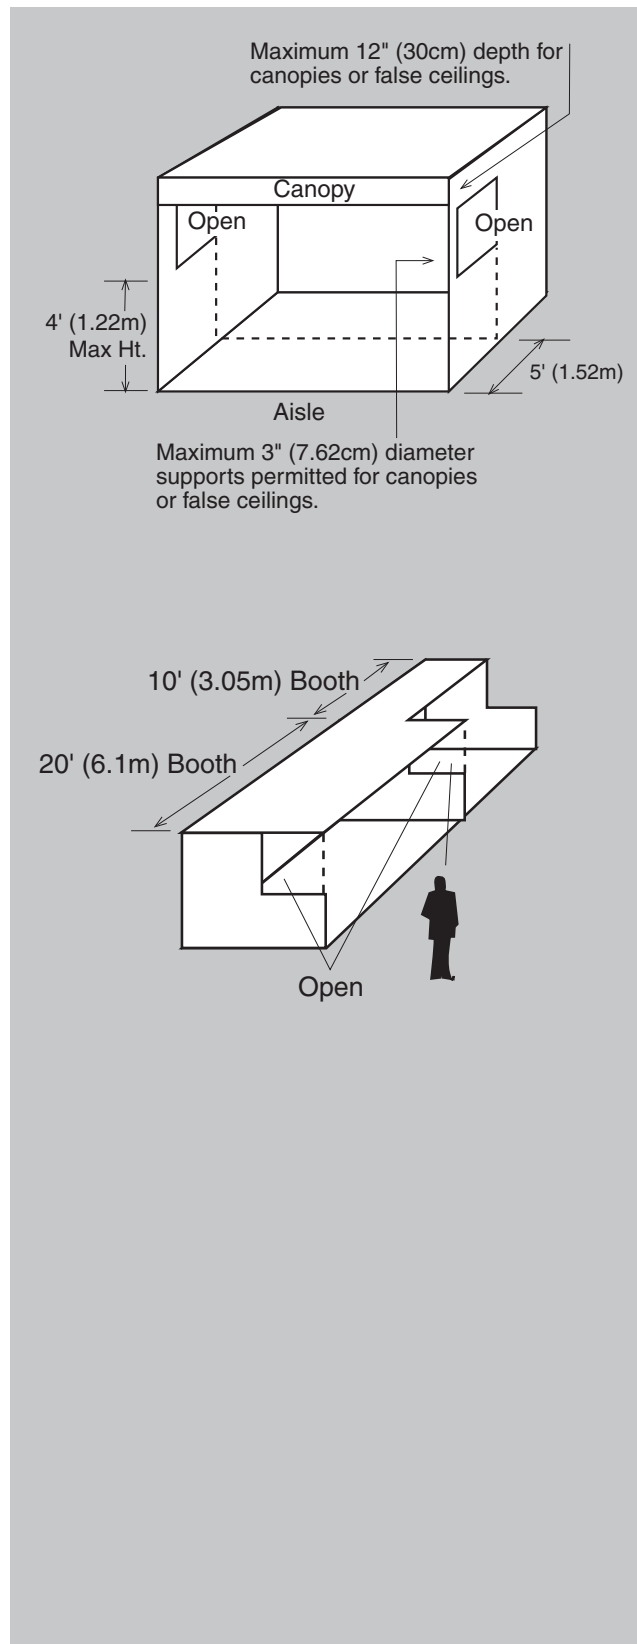 Maximum 12" (30cm) depth for
canopies or false ceilings.
Canopy
Open
Open
4' (1.22m)
Max Ht.
5' (1.52m)
Aisle
Maximum 3" (7.62cm) diameter
supports permitted for canopies
or false ceilings.
10' (3.05m) Booth
20' (6.1m) Booth
Open